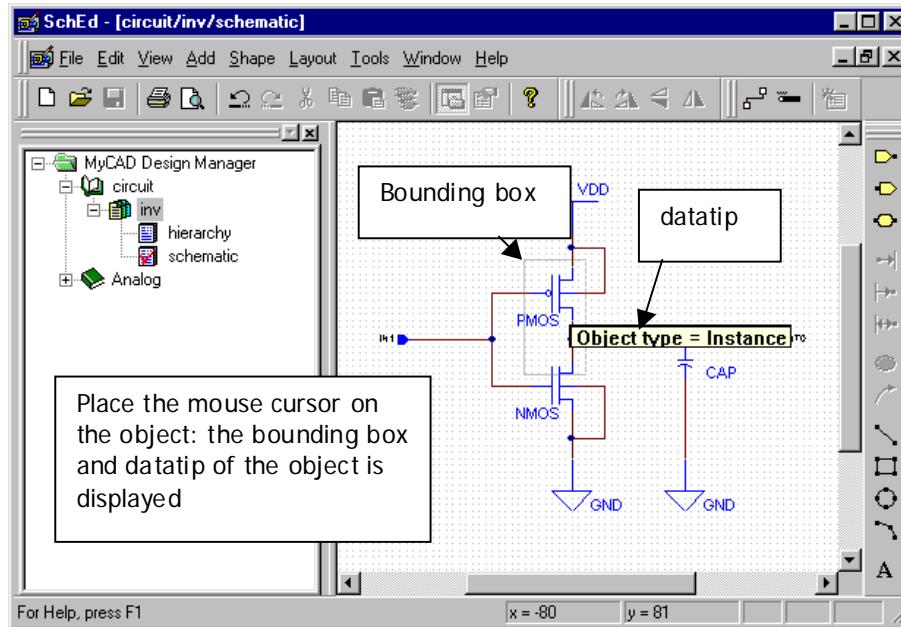 SchEd - [circuit/inv/schematic]
File Edit View Add Shape Layout Tools Window Help
MyCAD Design Manager
circuit
inv
hierarchy
schematic
Analog
Bounding box
datatip
VDD
PMOS
Object type = Instance
CAP
NMOS
GND
GND
Place the mouse cursor on
the object: the bounding box
and datatip of the object is
displayed
A
For Help, press F1
x = -80
y = 81